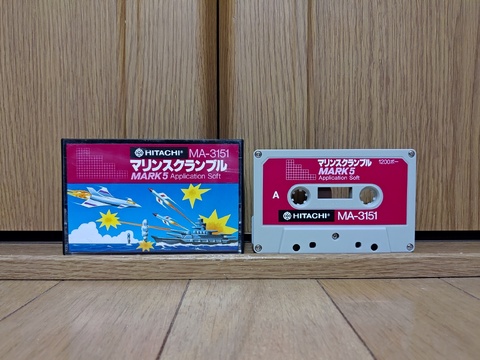 HITACHI MA-3151
マリンスクランブル
MARK5 Application Soft
マリンスクランブル 1200ボー
MARK5
Application Soft
A
HITACHI MA-3151